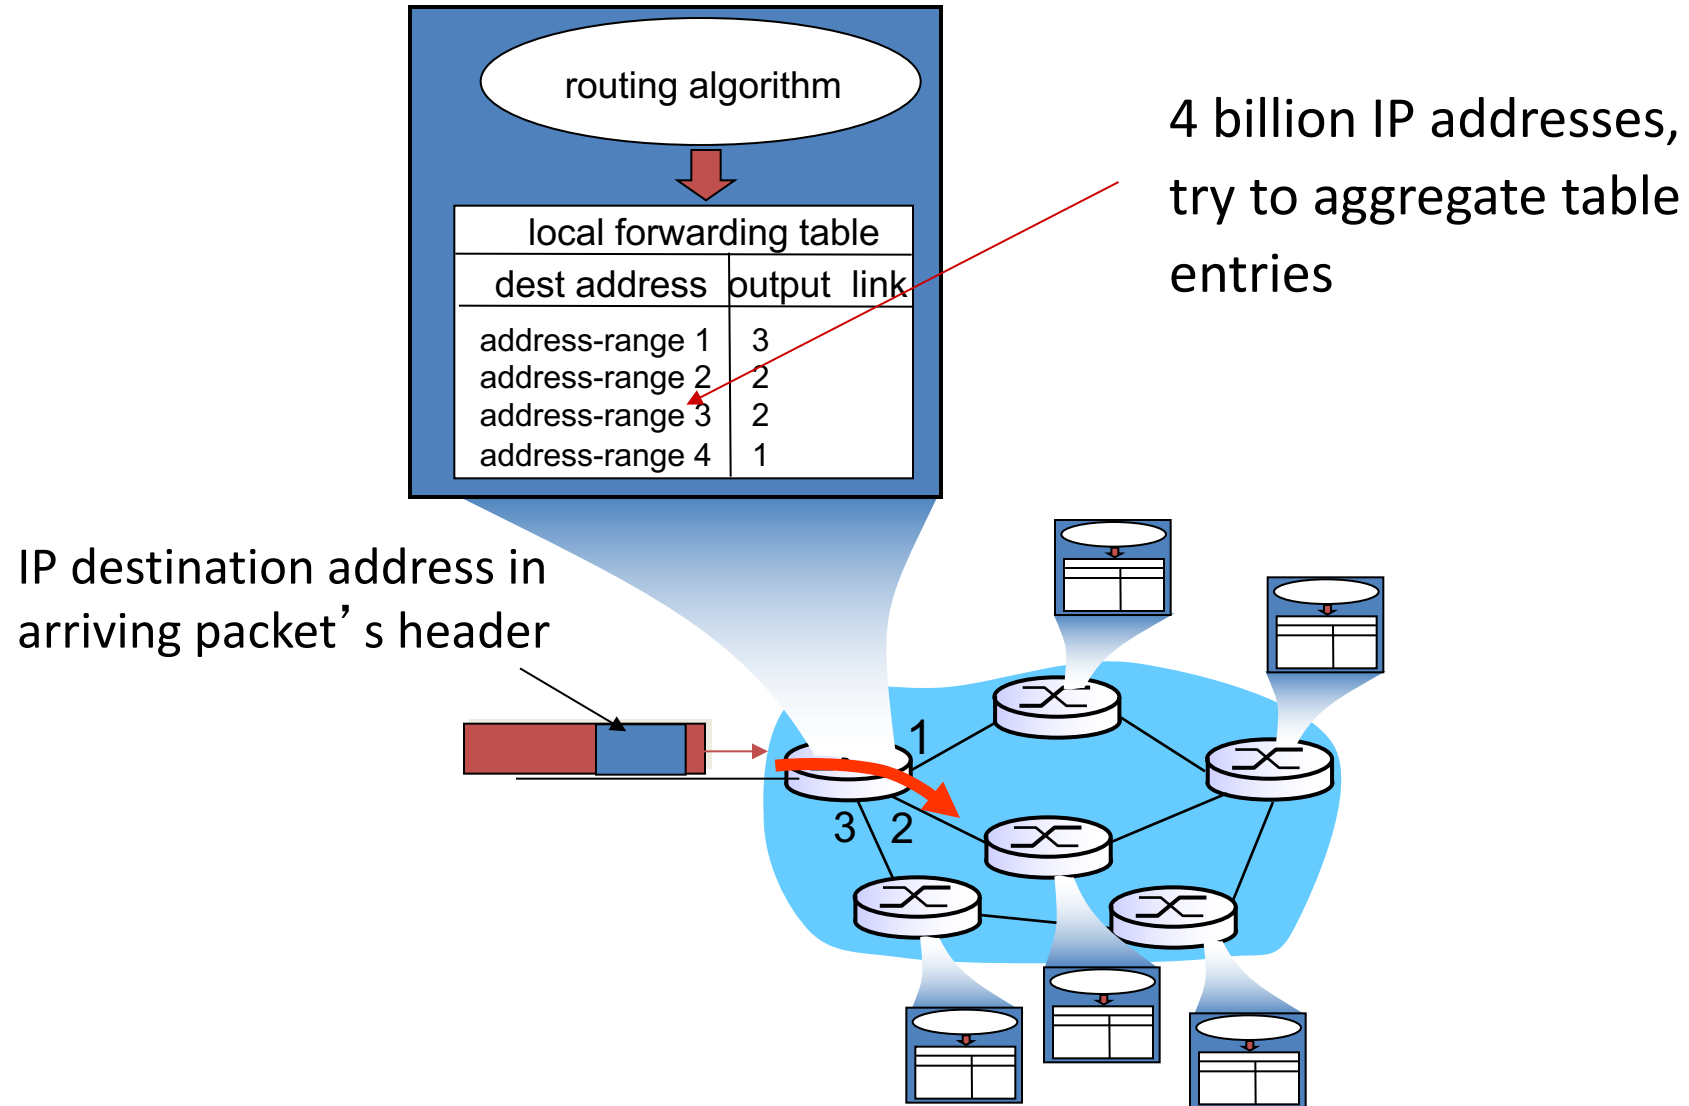 routing algorithm
4 billion IP addresses,
try to aggregate table
entries
local forwarding table
dest address output link
address-range 1 3
address-range 2 2
address-range 3 2
address-range 4 1
IP destination address in
arriving packet’ s header
1
3 2